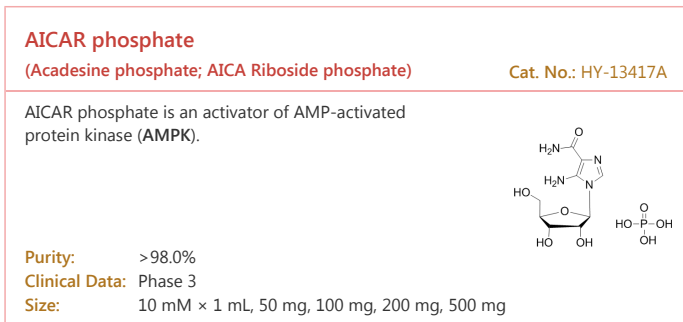 AICAR phosphate
(Acadesine phosphate; AICA Riboside phosphate) Cat. No.: HY-13417A
AICAR phosphate is an activator of AMP-activated
protein kinase (AMPK).
O
H₂N
N
H₂N
N
HO
O
HO OH
O
HO P OH
OH
Purity: >98.0%
Clinical Data: Phase 3
Size: 10 mM × 1 mL, 50 mg, 100 mg, 200 mg, 500 mg